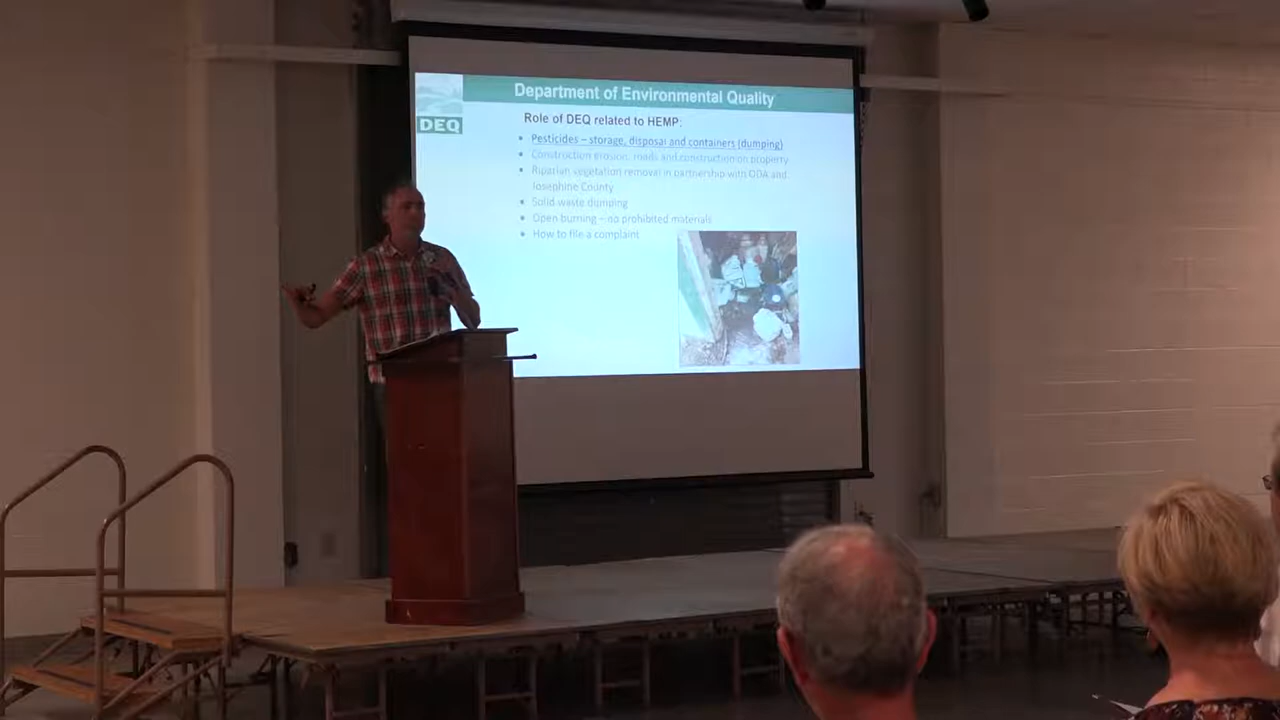 Department of Environmental Quality
DEQ
Role of DEQ related to HEMP:
• Pesticides – storage, disposal and containers (dumping)
• Construction erosion, roads and construction on property
• Riparian vegetation removal in partnership with ODA and
Josephine County
• Solid waste dumping
• Open burning – no prohibited materials
• How to file a complaint